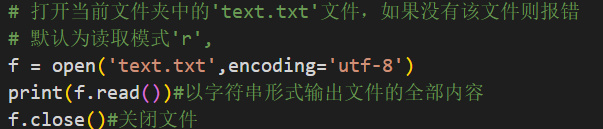 # 打开当前文件夹中的'text.txt'文件，如果没有该文件则报错
# 默认为读取模式'r',
f = open('text.txt',encoding='utf-8')
print(f.read())#以字符串形式输出文件的全部内容
f.close()#关闭文件